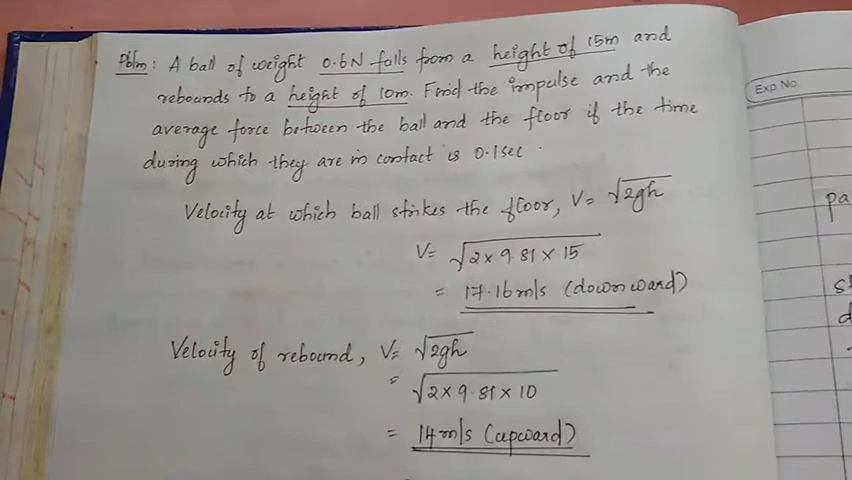 Pblm: A ball of weight 0.6N falls from a height of 15m and
rebounds to a height of 10m. Find the impulse and the
average force between the ball and the floor if the time
during which they are in contact is 0.1sec.
Velocity at which ball strikes the floor, V= √2gh
V= √2×9.81×15
= 17.16m/s (downward)
Velocity of rebound, V= √2gh
= √2×9.81×10
= 14m/s (upward)
Exp No.
pa